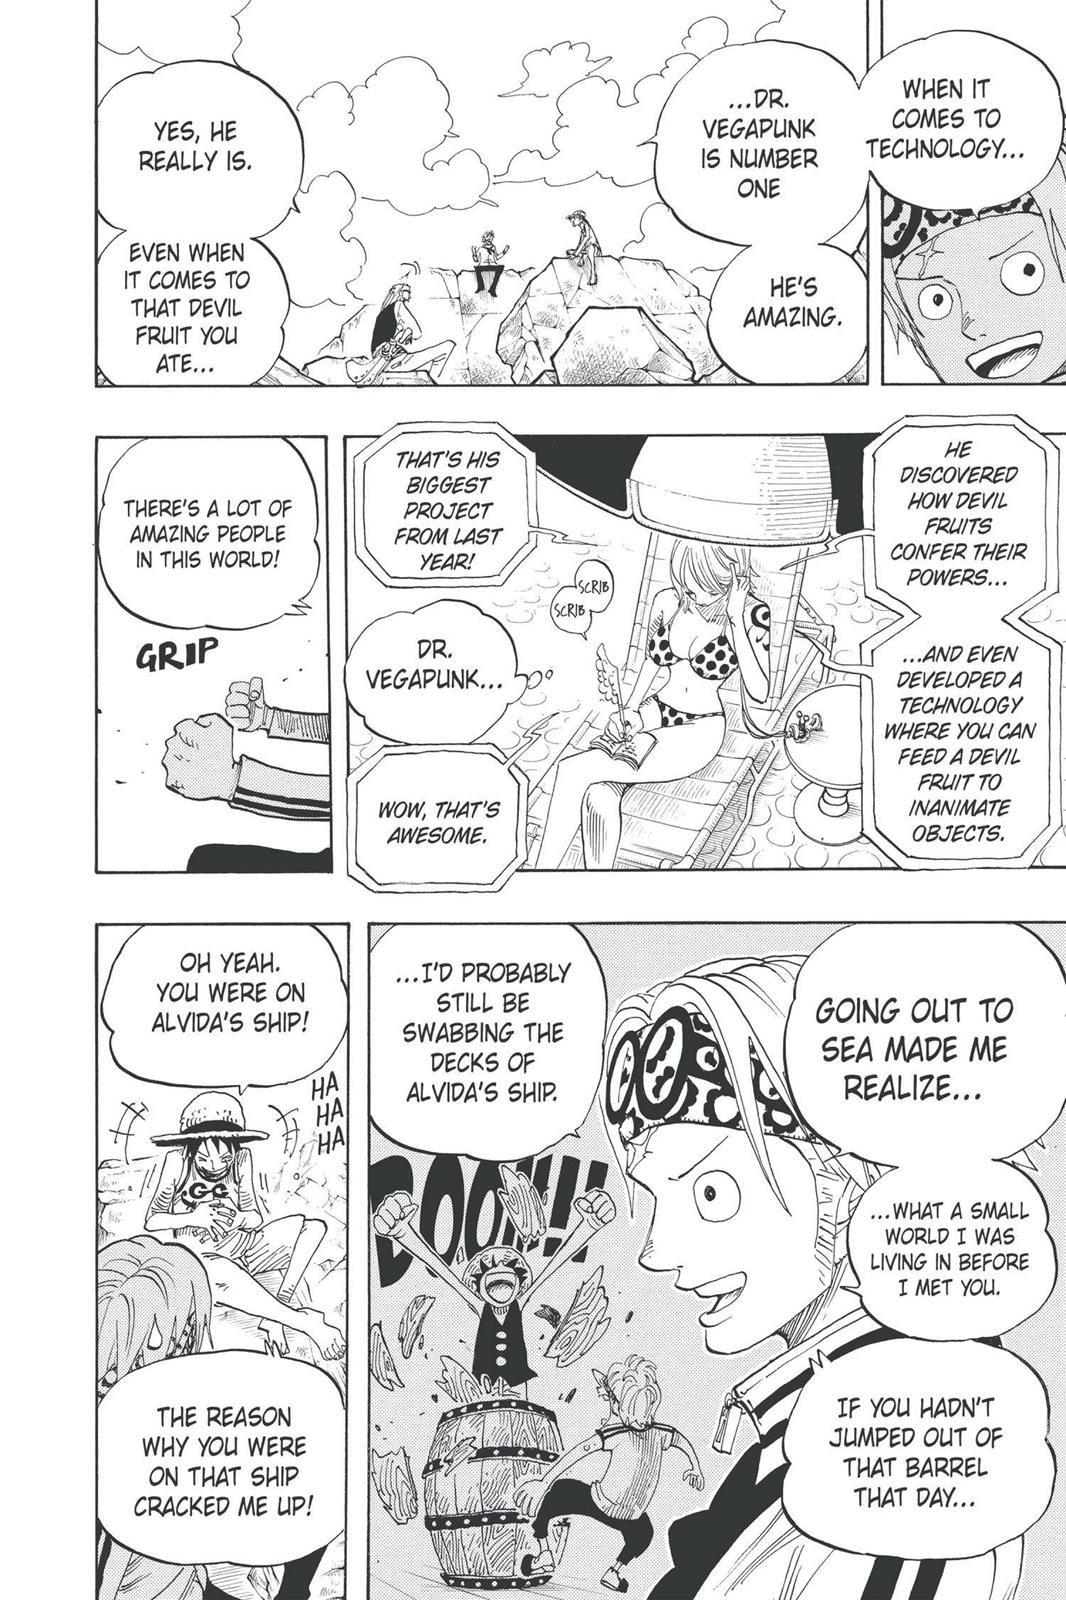 WHEN IT
COMES TO
TECHNOLOGY...
...DR.
VEGAPUNK
IS NUMBER
ONE
HE'S
AMAZING.
YES, HE
REALLY IS.
EVEN WHEN
IT COMES TO
THAT DEVIL
FRUIT YOU
ATE...
HE
DISCOVERED
HOW DEVIL
FRUITS
CONFER THEIR
POWERS...
...AND EVEN
DEVELOPED A
TECHNOLOGY
WHERE YOU CAN
FEED A DEVIL
FRUIT TO
INANIMATE
OBJECTS.
THAT'S HIS
BIGGEST
PROJECT
FROM LAST
YEAR!
SCRIB
SCRIB
DR.
VEGAPUNK...
WOW, THAT'S
AWESOME.
THERE'S A LOT OF
AMAZING PEOPLE
IN THIS WORLD!
GRIP
GOING OUT TO
SEA MADE ME
REALIZE...
...WHAT A SMALL
WORLD I WAS
LIVING IN BEFORE
I MET YOU.
IF YOU HADN'T
JUMPED OUT OF
THAT BARREL
THAT DAY...
...I'D PROBABLY
STILL BE
SWABBING THE
DECKS OF
ALVIDA'S SHIP.
OH YEAH.
YOU WERE ON
ALVIDA'S SHIP!
HA
HA
HA
THE REASON
WHY YOU WERE
ON THAT SHIP
CRACKED ME UP!